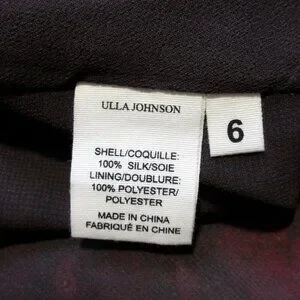 ULLA JOHNSON
6
SHELL/COQUILLE:
100% SILK/SOIE
LINING/DOUBLURE:
100% POLYESTER/
POLYESTER
MADE IN CHINA
FABRIQUÉ EN CHINE